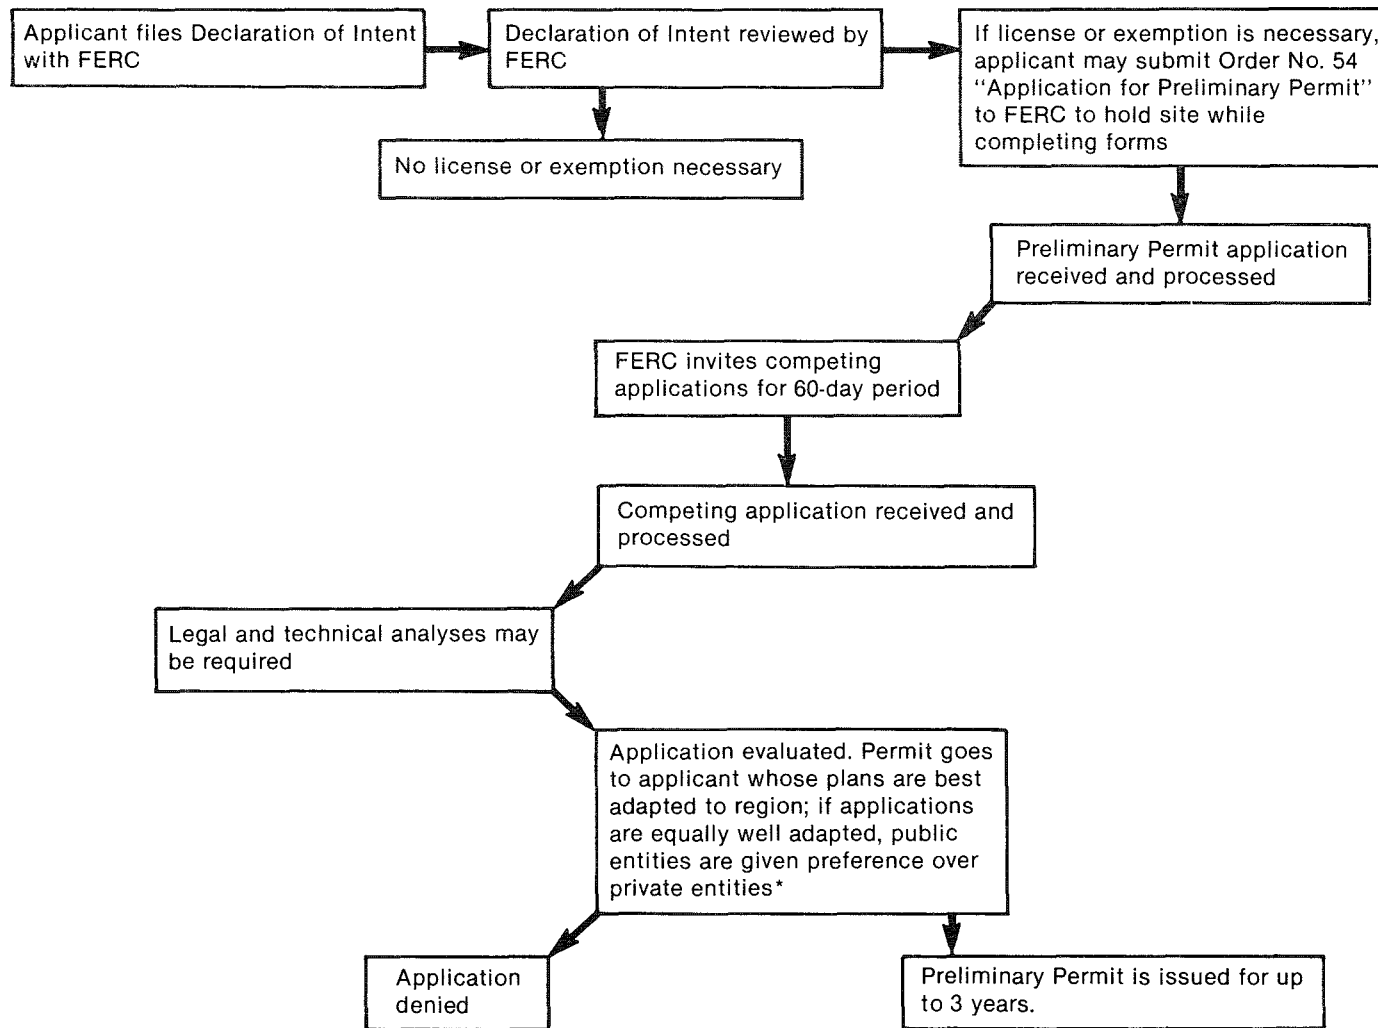 Applicant files Declaration of Intent
with FERC
Declaration of Intent reviewed by
FERC
If license or exemption is necessary,
applicant may submit Order No. 54
“Application for Preliminary Permit”
to FERC to hold site while
completing forms
No license or exemption necessary
Preliminary Permit application
received and processed
FERC invites competing
applications for 60-day period
Competing application received and
processed
Legal and technical analyses may
be required
Application evaluated. Permit goes
to applicant whose plans are best
adapted to region; if applications
are equally well adapted, public
entities are given preference over
private entities*
Application
denied
Preliminary Permit is issued for up
to 3 years.